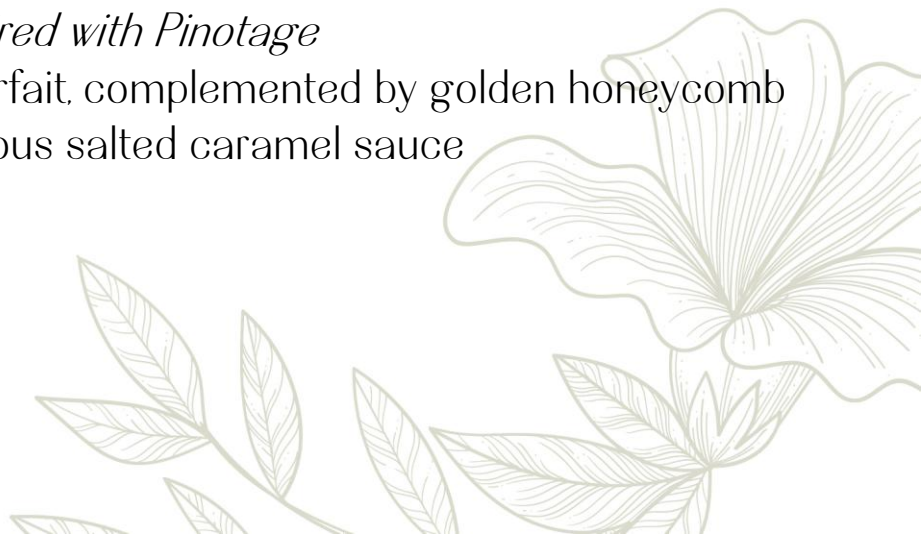 red with Pinotage
rfait, complemented by golden honeycomb
ous salted caramel sauce